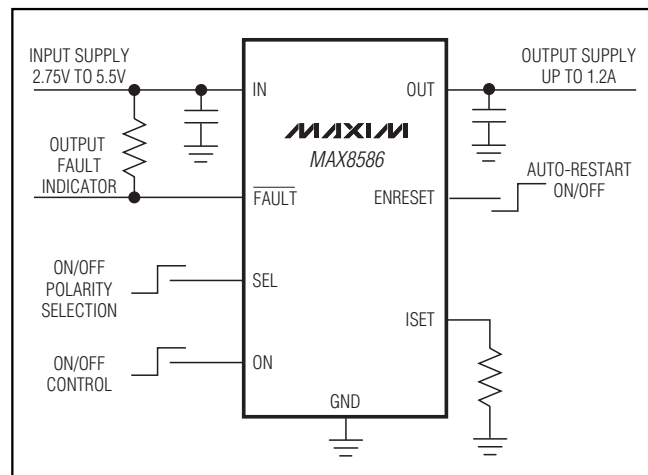 INPUT SUPPLY
2.75V TO 5.5V
OUTPUT SUPPLY
UP TO 1.2A
IN
OUT
MAXIM
MAX8586
OUTPUT
FAULT
INDICATOR
FAULT
ENRESET
AUTO-RESTART
ON/OFF
ON/OFF
POLARITY
SELECTION
SEL
ISET
ON/OFF
CONTROL
ON
GND